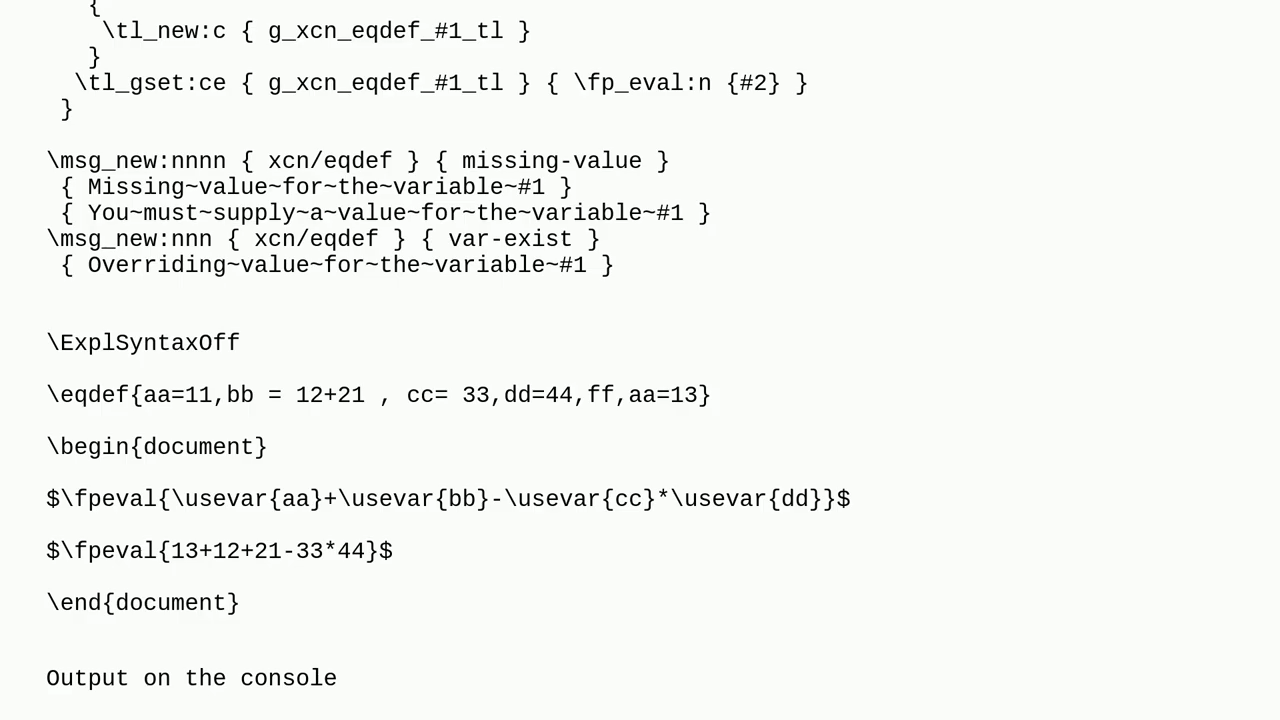 {
\tl_new:c { g_xcn_eqdef_#1_tl }
}
\tl_gset:ce { g_xcn_eqdef_#1_tl } { \fp_eval:n {#2} }
}
\msg_new:nnnn { xcn/eqdef } { missing-value }
{ Missing~value~for~the~variable~#1 }
{ You~must~supply~a~value~for~the~variable~#1 }
\msg_new:nnn { xcn/eqdef } { var-exist }
{ Overriding~value~for~the~variable~#1 }
\ExplSyntaxOff
\eqdef{aa=11,bb = 12+21 , cc= 33,dd=44,ff,aa=13}
\begin{document}
$\fpeval{\usevar{aa}+\usevar{bb}-\usevar{cc}*\usevar{dd}}$
$\fpeval{13+12+21-33*44}$
\end{document}
Output on the console